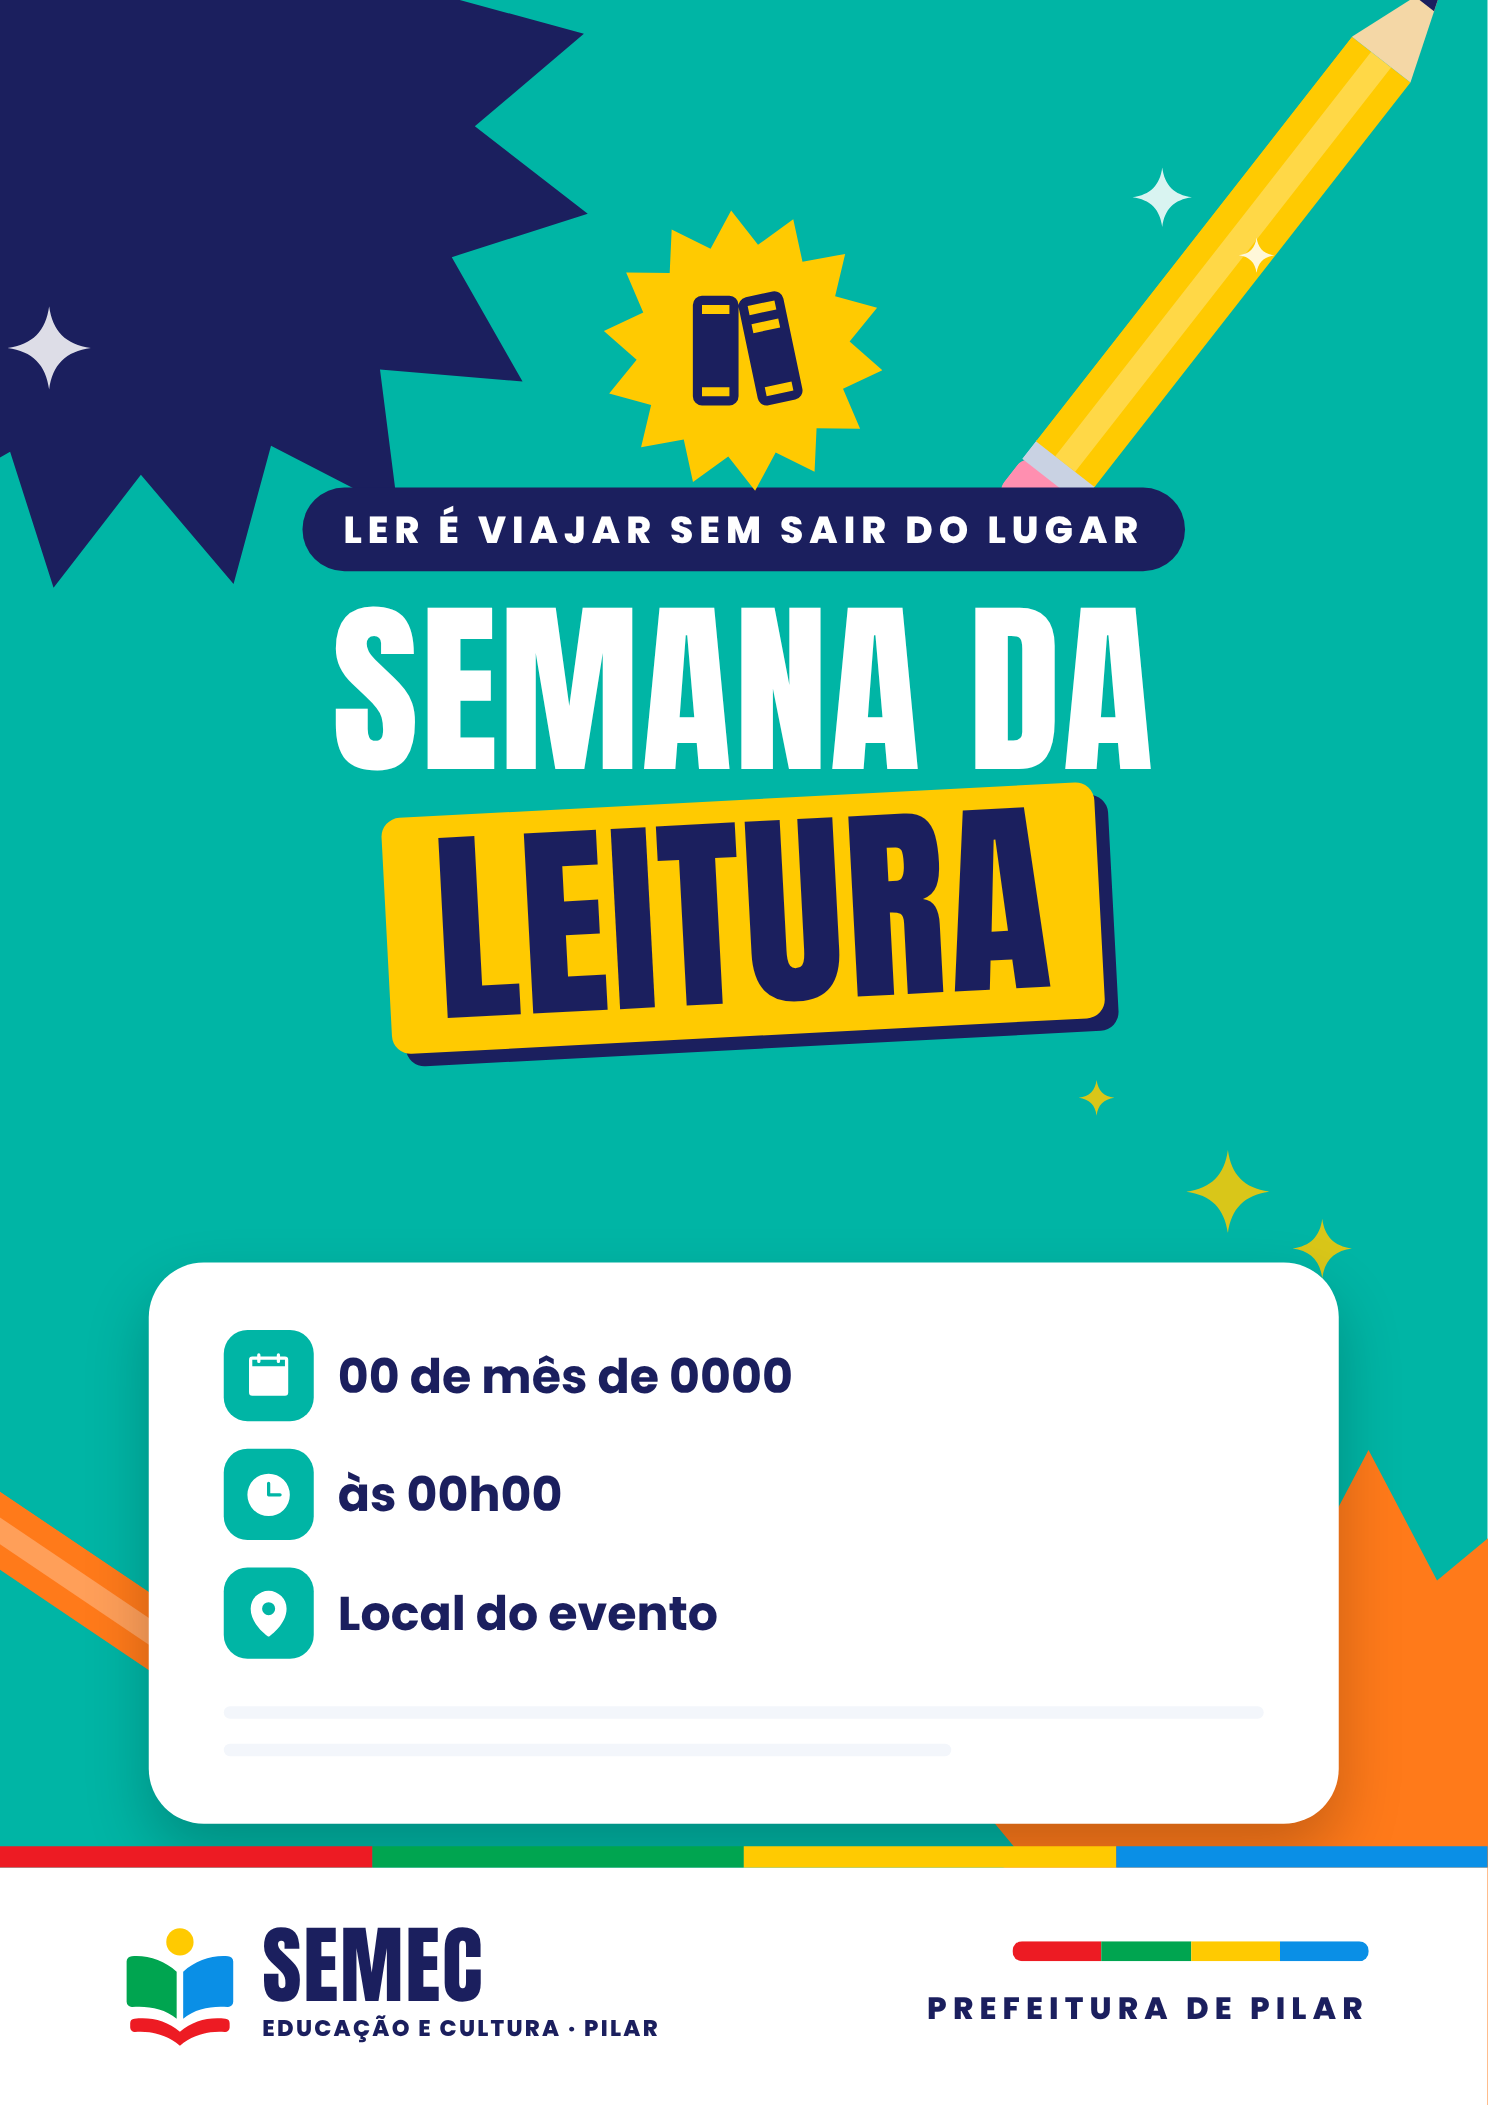 LER É VIAJAR SEM SAIR DO LUGAR
SEMANA DA
LEITURA
00 de mês de 0000
às 00h00
Local do evento
SEMEC
EDUCAÇÃO E CULTURA · PILAR
PREFEITURA DE PILAR